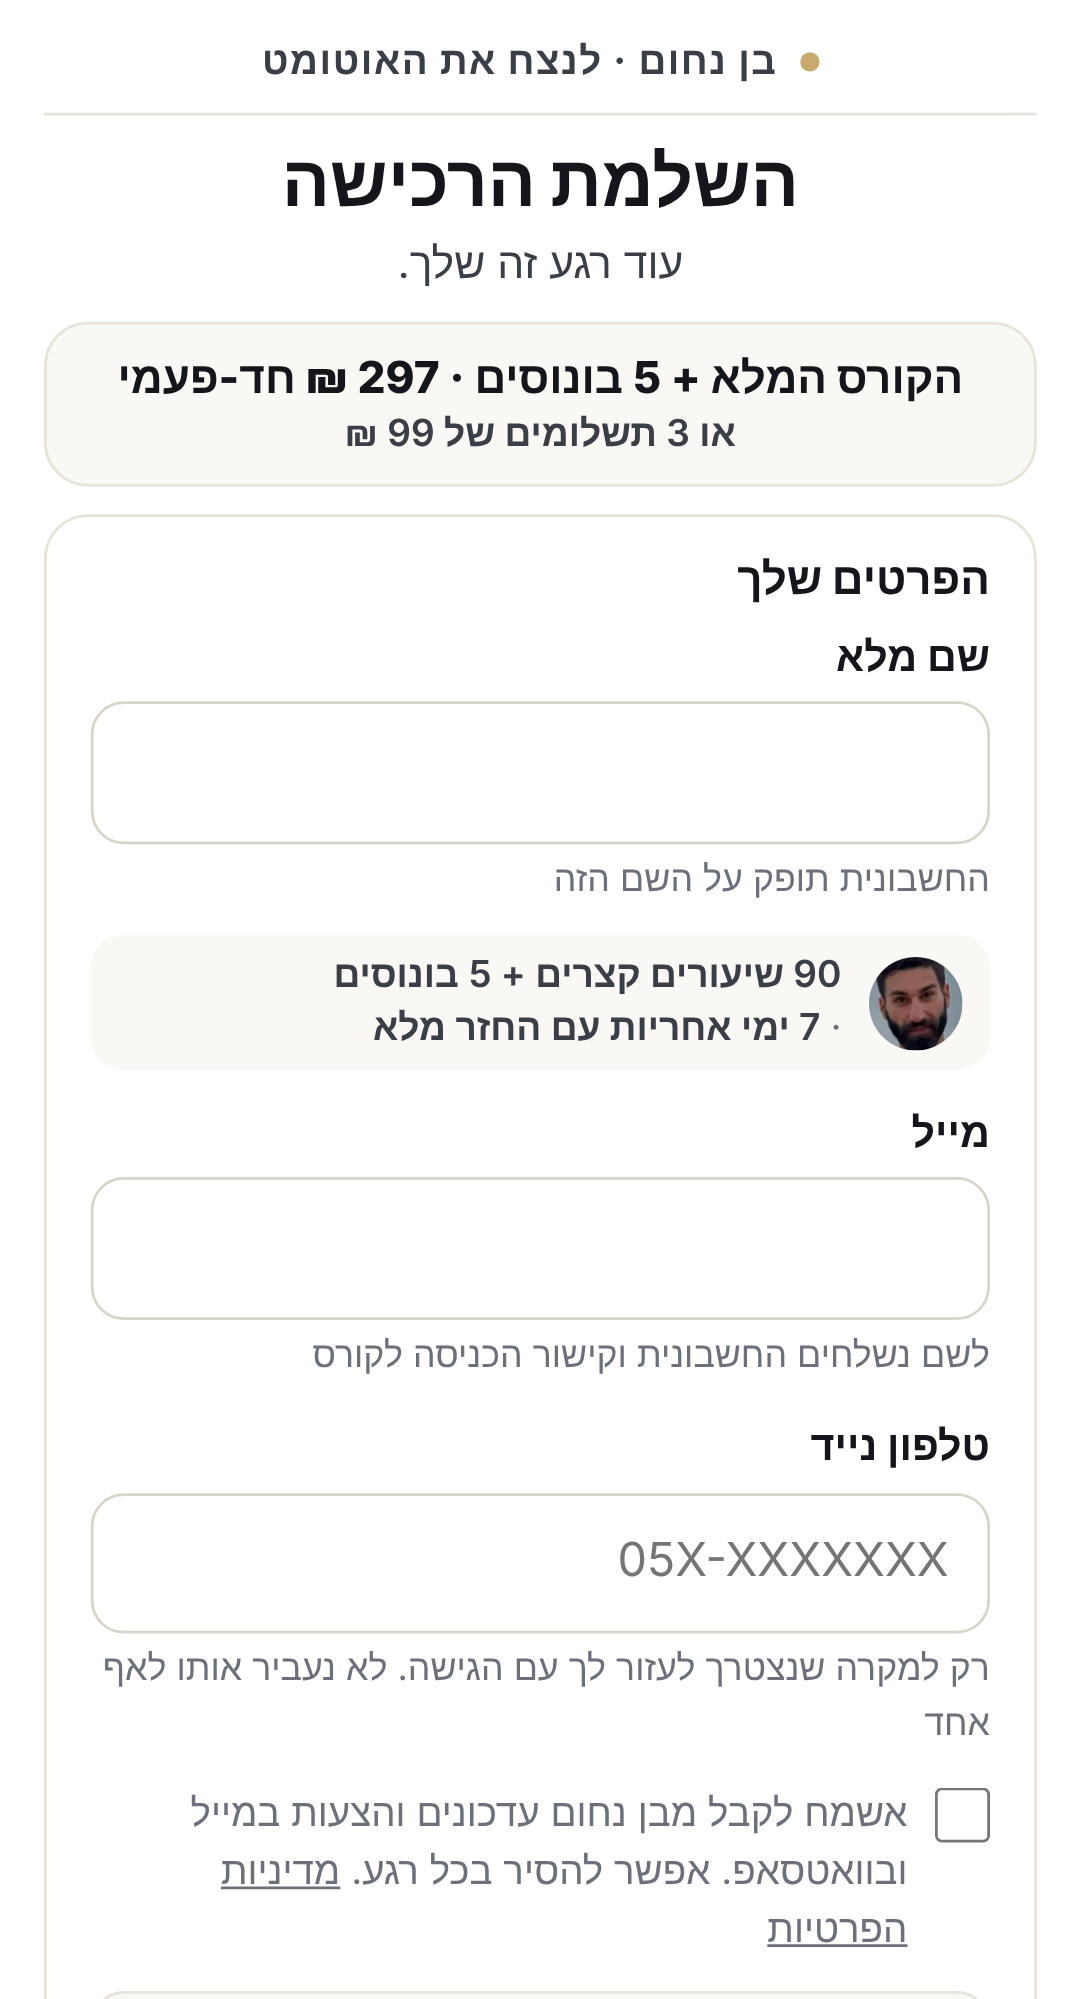 בן נחום · לנצח את האוטומט
השלמת הרכישה
עוד רגע זה שלך.
הקורס המלא + 5 בונוסים · 297 ₪ חד-פעמי
או 3 תשלומים של 99 ₪
הפרטים שלך
שם מלא
החשבונית תופק על השם הזה
90 שיעורים קצרים + 5 בונוסים
· 7 ימי אחריות עם החזר מלא
מייל
לשם נשלחים החשבונית וקישור הכניסה לקורס
טלפון נייד
05X-XXXXXXX
רק למקרה שנצטרך לעזור לך עם הגישה. לא נעביר אותו לאף
אחד
אשמח לקבל מבן נחום עדכונים והצעות במייל
ובוואטסאפ. אפשר להסיר בכל רגע. מדיניות
הפרטיות